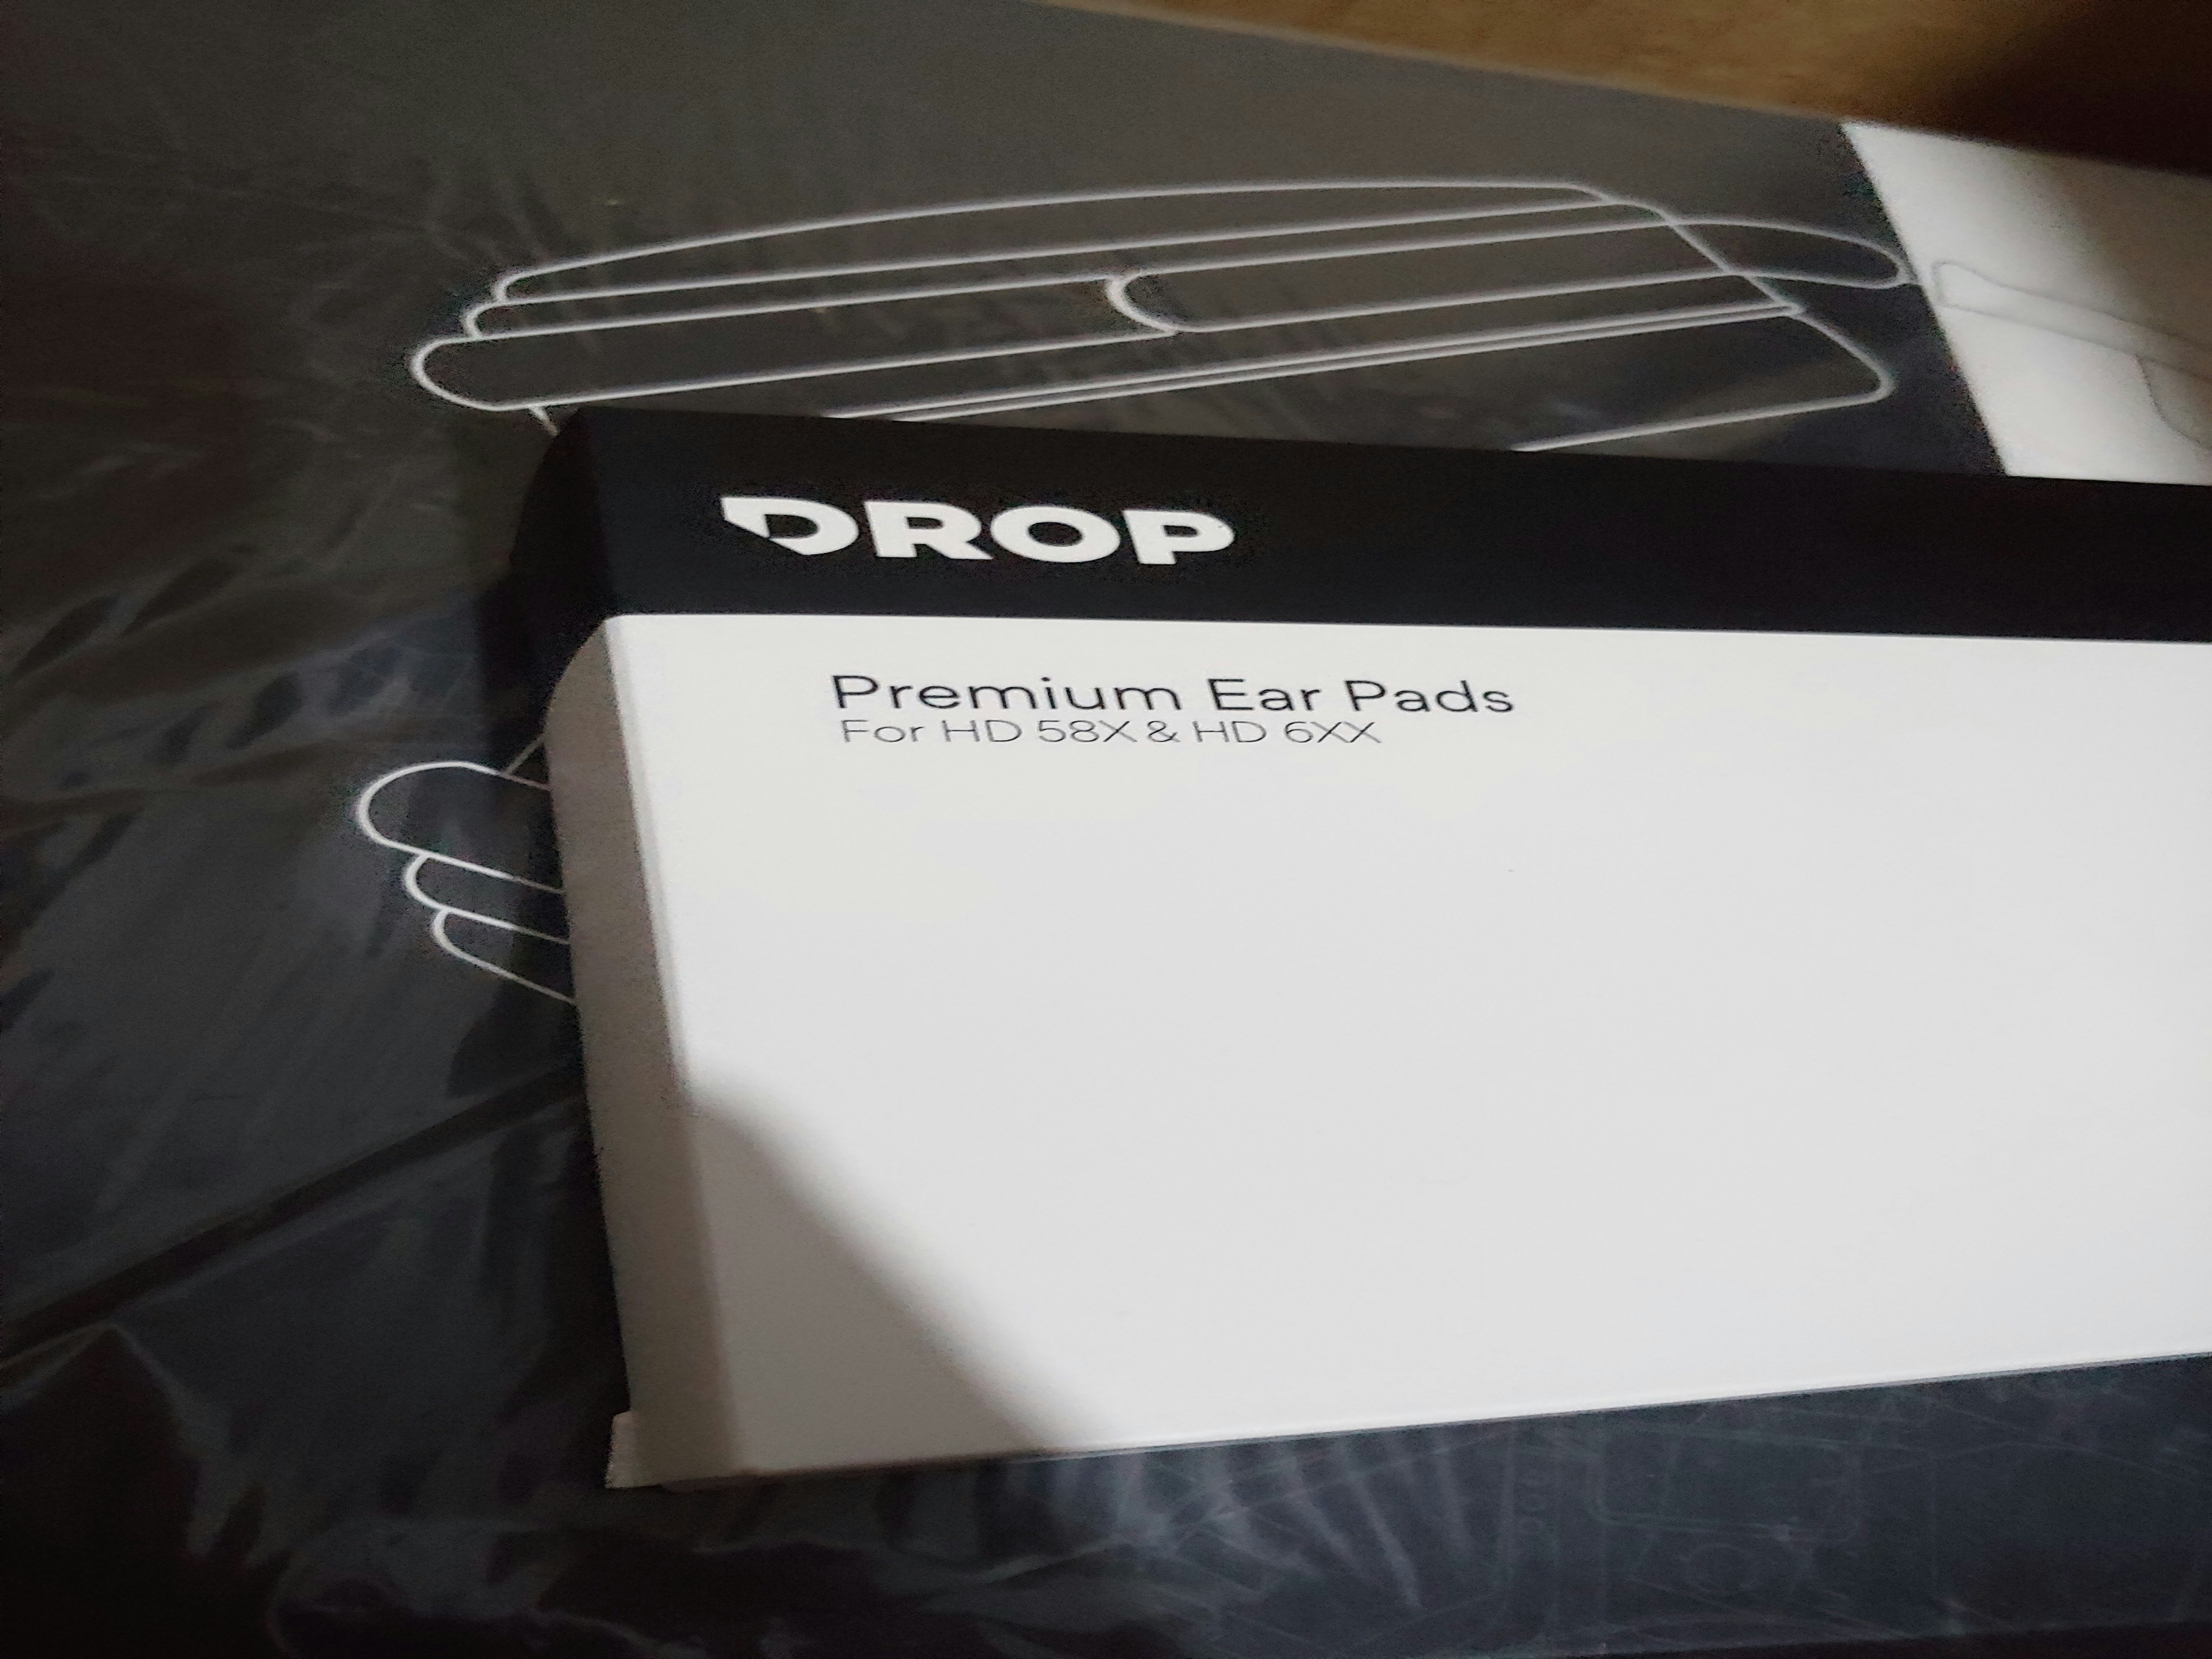 DROP
Premium Ear Pads
For HD 58X & HD 6XX